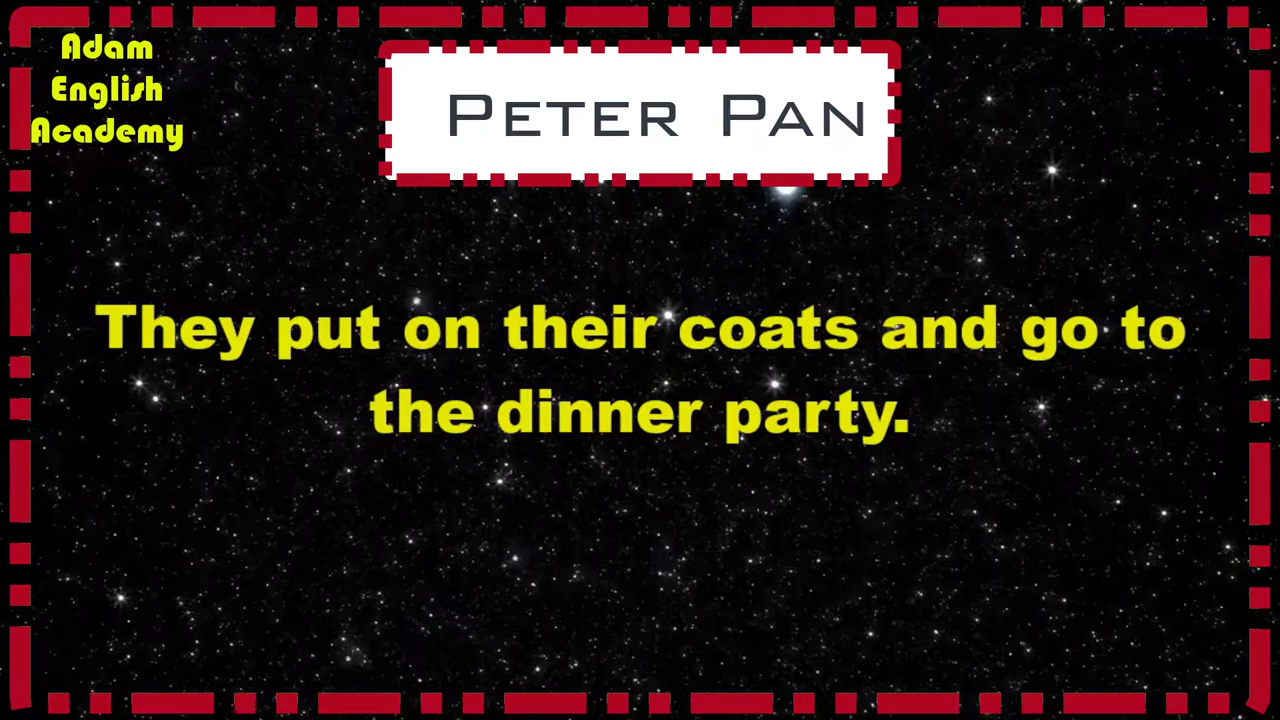 Adam
English
Academy
Peter Pan
They put on their coats and go to
the dinner party.